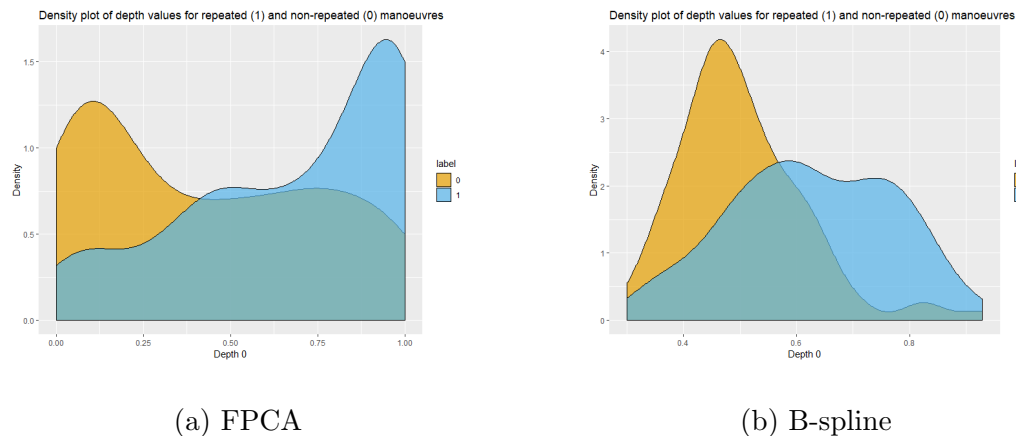 Density plot of depth values for repeated (1) and non-repeated (0) manoeuvres
1.5
1.0
0.5
0.0
Density
0.00 0.25 0.50 0.75 1.00
Depth 0
label
0
1
(a) FPCA
Density plot of depth values for repeated (1) and non-repeated (0) manoeuvres
4
3
2
1
0
Density
0.4 0.6 0.8
Depth 0
(b) B-spline